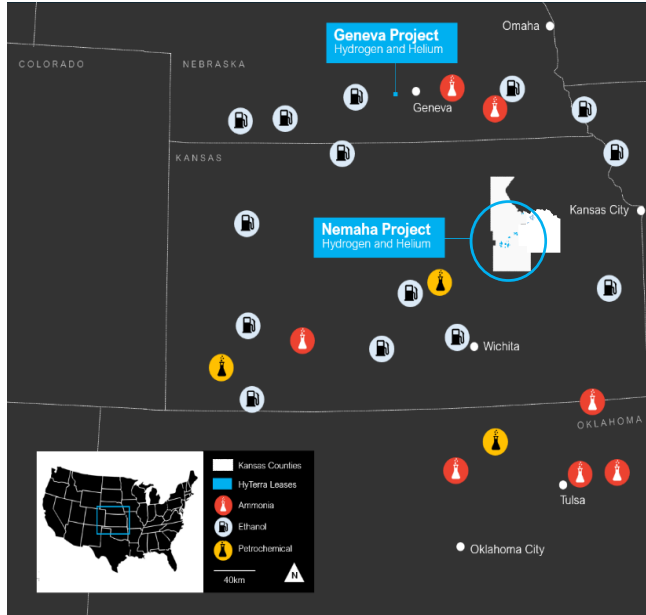 Omaha
Geneva Project
Hydrogen and Helium
COLORADO
NEBRASKA
Geneva
KANSAS
Kansas City
Nemaha Project
Hydrogen and Helium
Wichita
OKLAHOMA
Tulsa
Oklahoma City
Kansas Counties
HyTerra Leases
Ammonia
Ethanol
Petrochemical
40km
N